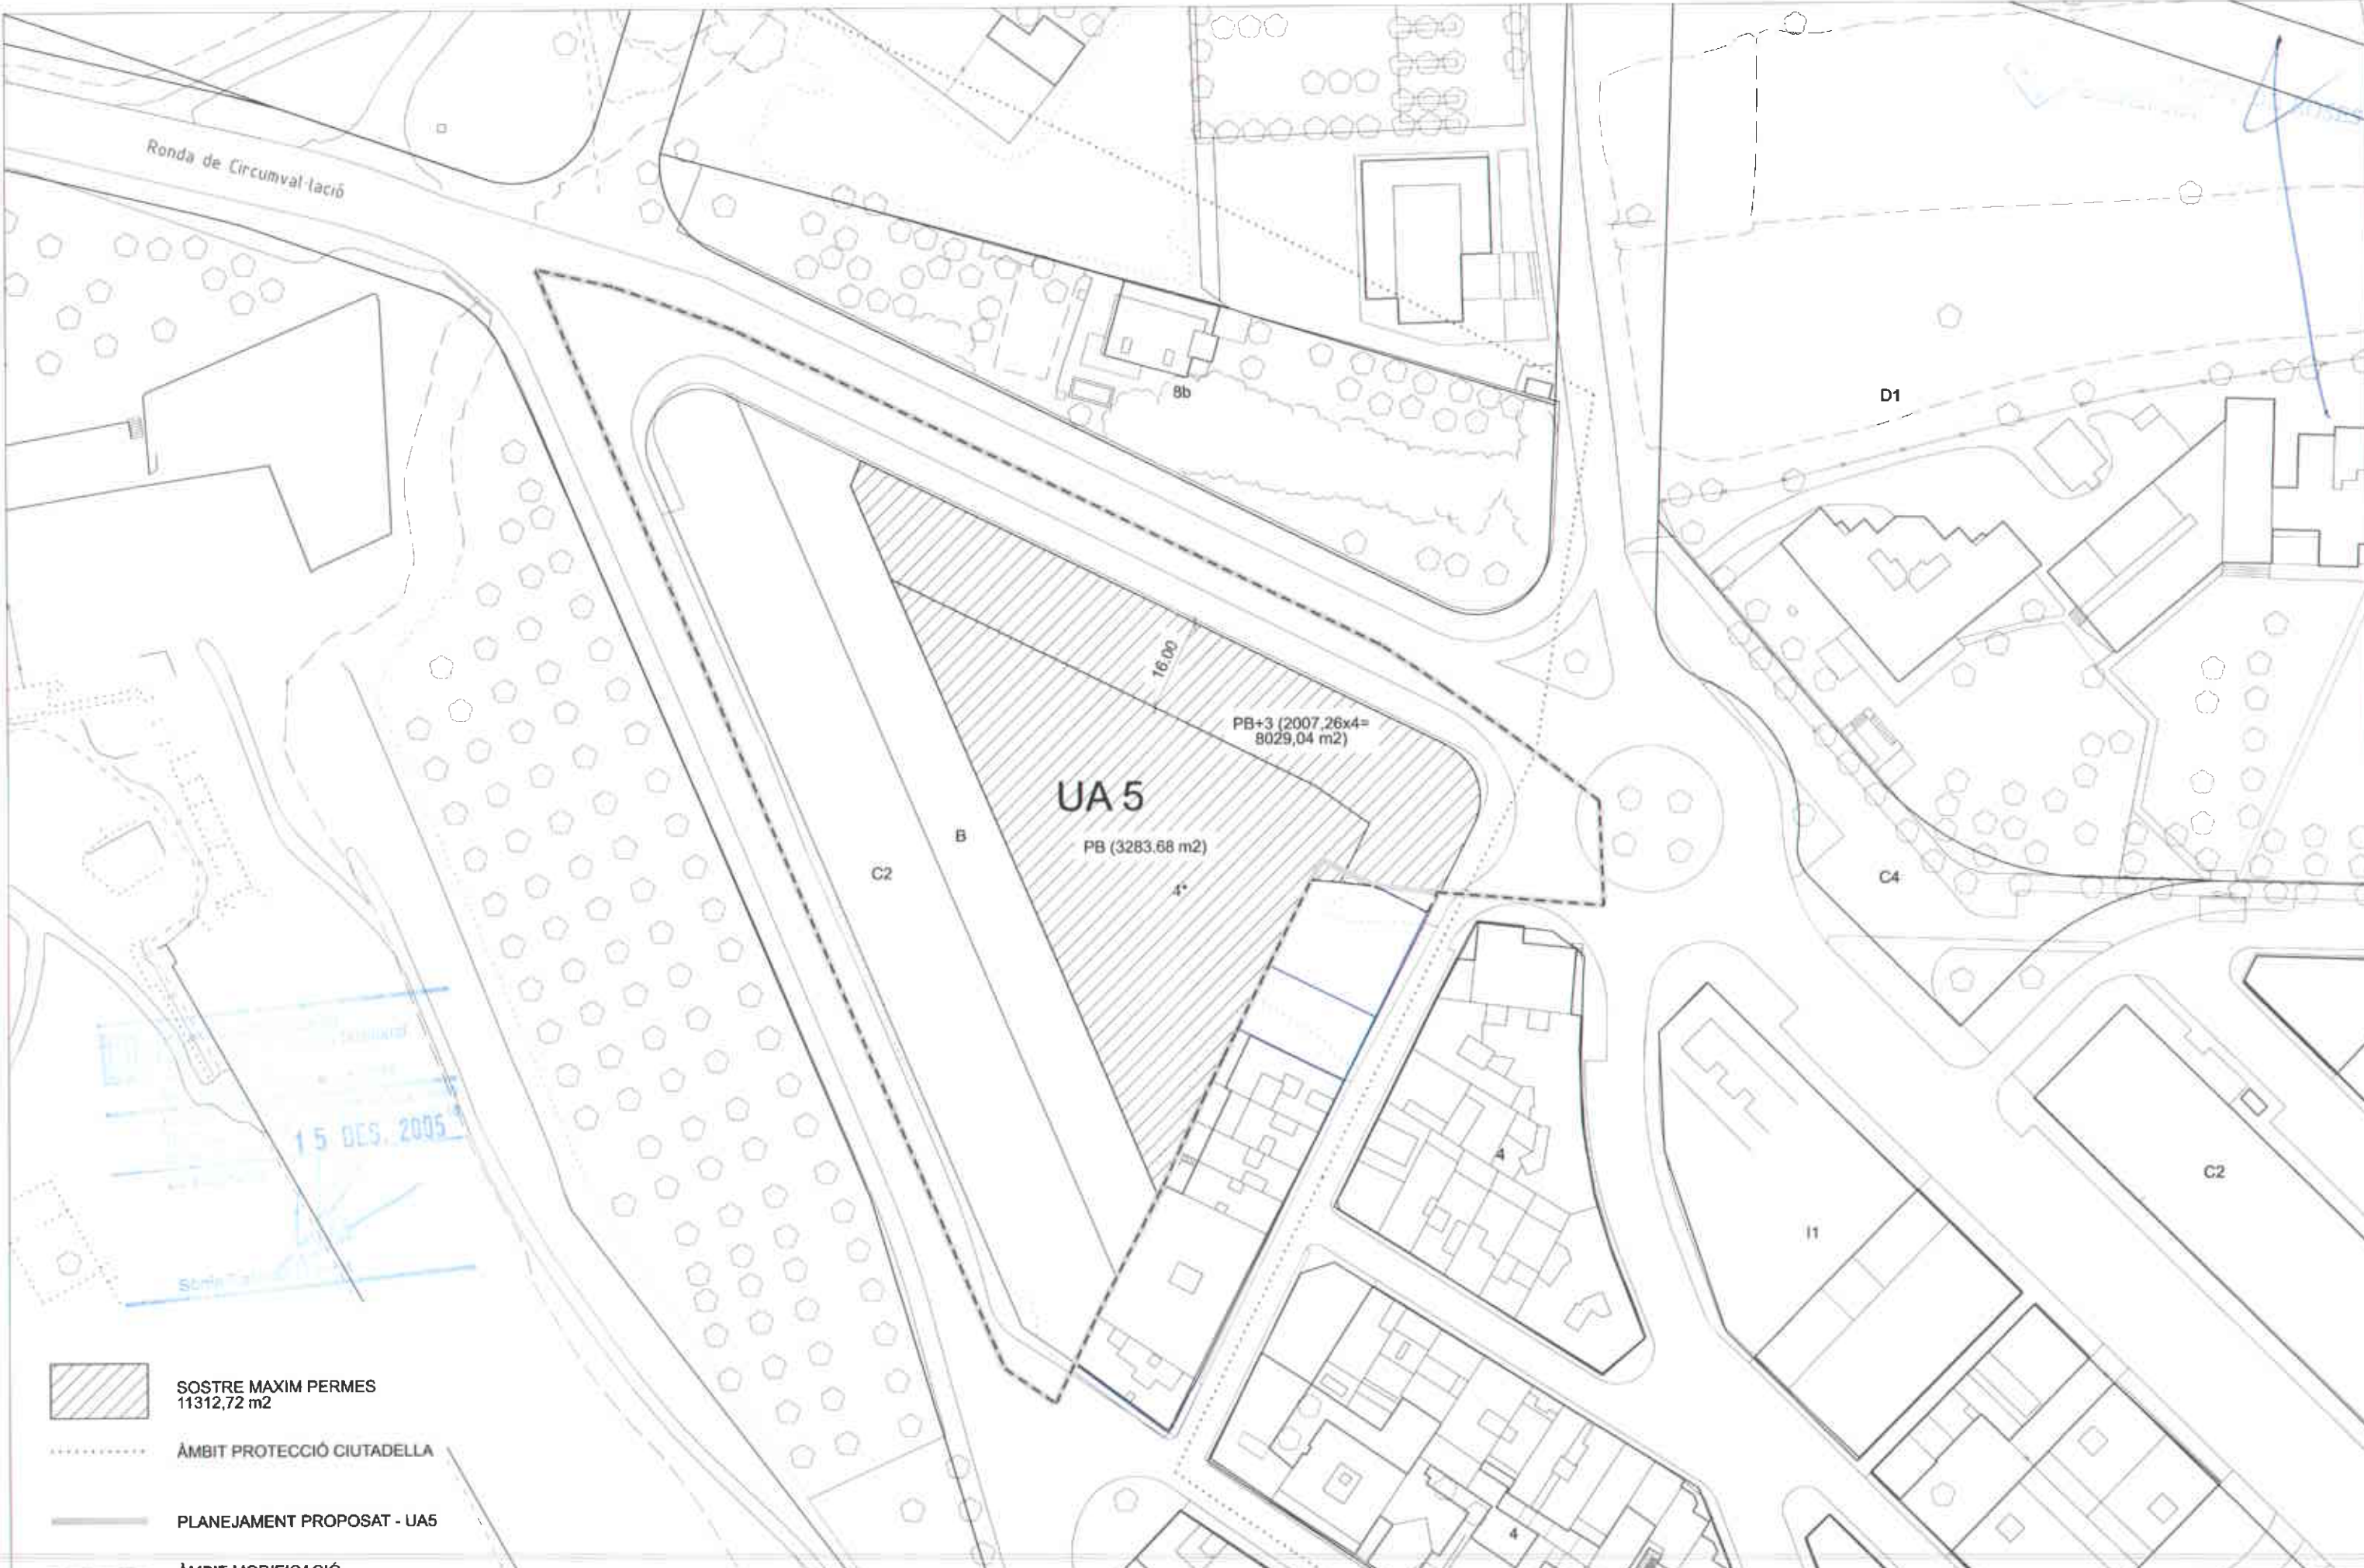 Ronda de Circumval·lació
8b
D1
16.00
PB+3 (2007,26x4=
8029,04 m2)
UA 5
B
PB (3283.68 m2)
C2
4*
C4
4
C2
I1
15 DES. 2005
SOSTRE MAXIM PERMES
11312,72 m2
ÀMBIT PROTECCIÓ CIUTADELLA
PLANEJAMENT PROPOSAT - UA5
4